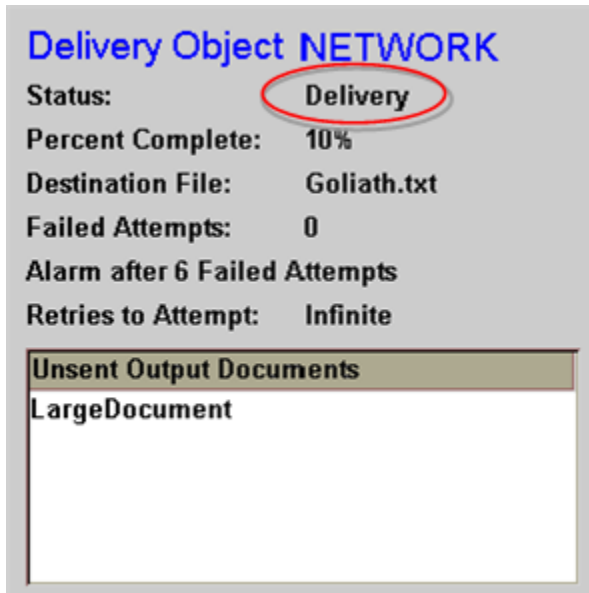 Delivery Object NETWORK
Status: Delivery
Percent Complete: 10%
Destination File: Goliath.txt
Failed Attempts: 0
Alarm after 6 Failed Attempts
Retries to Attempt: Infinite
Unsent Output Documents
LargeDocument